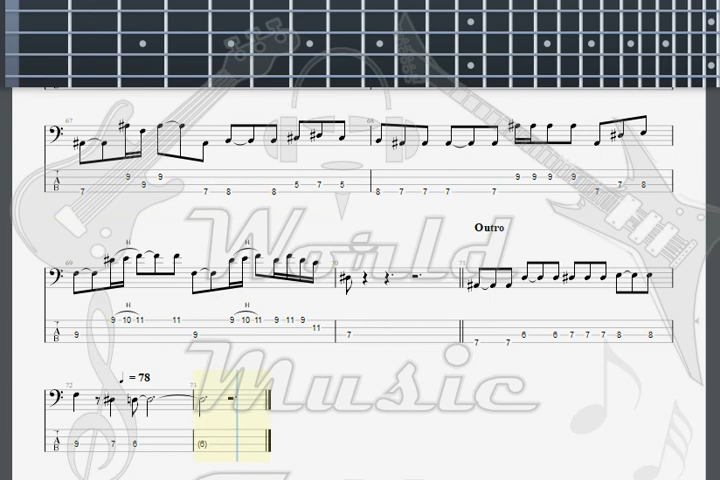 67 68
T A B 7 9 9 9 7 8 8 5 7 5 8 7 7 7 7 9 9 9 9 7 7 8
World
Outro
69 H H 70 71
9 9 10 11 11 9 9 10 11 9 11 9 11 7 7 7 6 6 7 7 7 8 8
Music
72 ♩ = 78 73
T A B 9 7 6 (6)